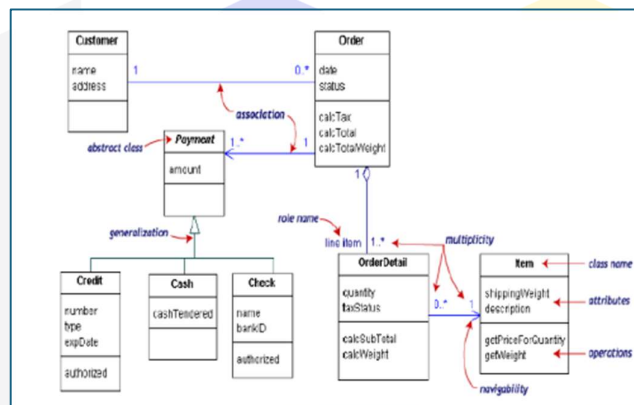 Customer
name
address
1
0..*
Order
date
status
calcTax
calcTotal
calcTotalWeight
association
abstract class
Payment
amount
1..*
1
1
generalization
role name
line item
1..*
multiplicity
Credit
number
type
expDate
authorized
Cash
cashTendered
Check
name
bankID
authorized
OrderDetail
quantity
taxStatus
calcSubTotal
calcWeight
0..*
1
Item
class name
shippingWeight
description
attributes
getPriceForQuantity
getWeight
operations
navigability